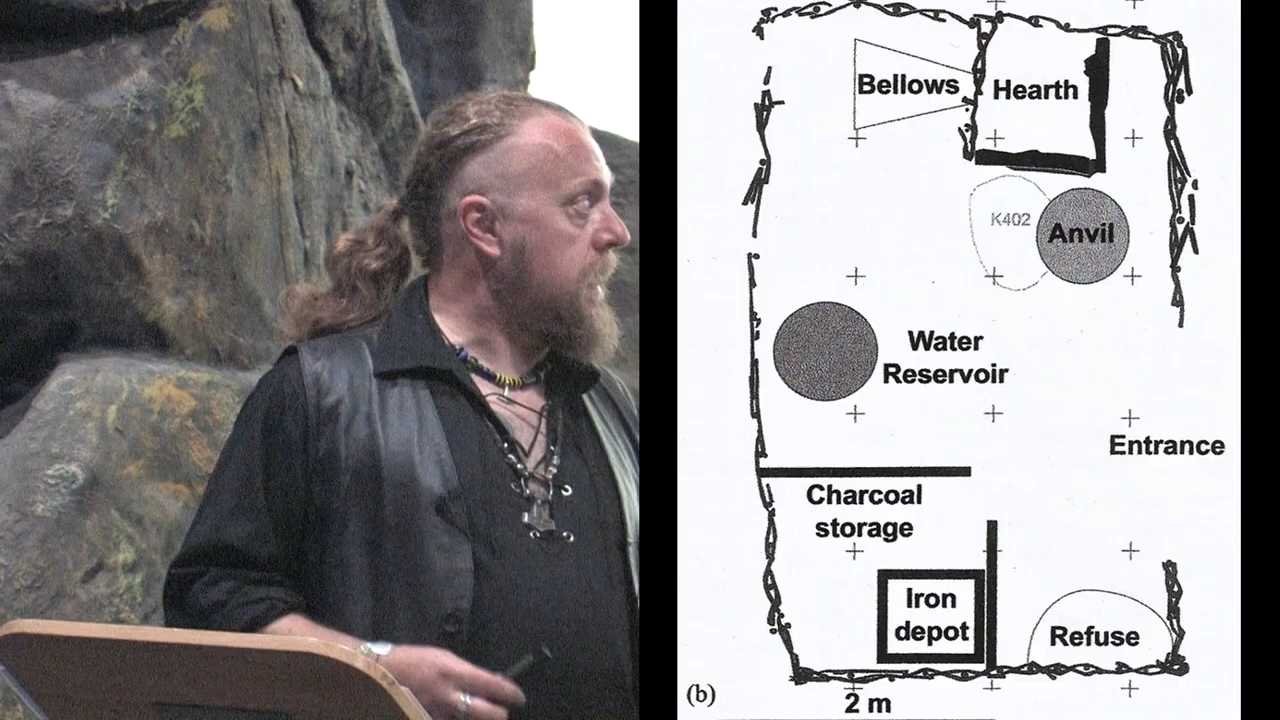 Bellows
Hearth
K402
Anvil
Water
Reservoir
Entrance
Charcoal
storage
Iron
depot
Refuse
(b)
2 m